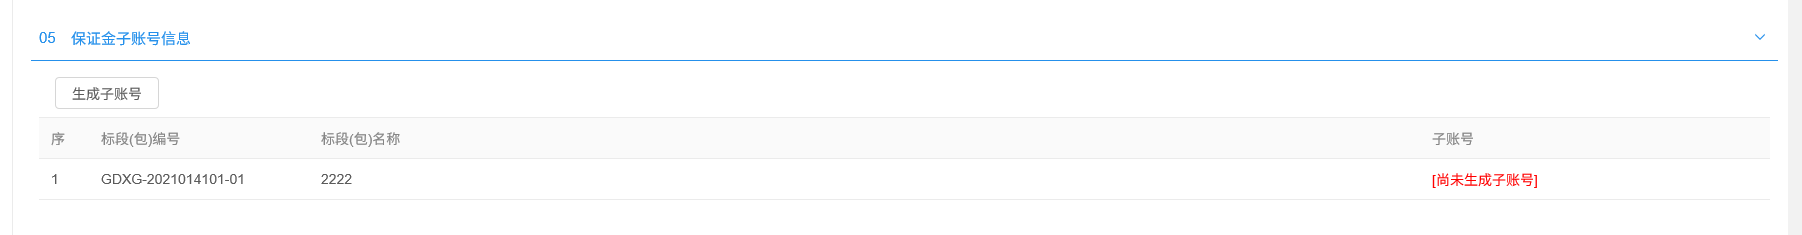 05 保证金子账号信息
生成子账号
序 标段(包)编号 标段(包)名称 子账号
1 GDXG-2021014101-01 2222 [尚未生成子账号]